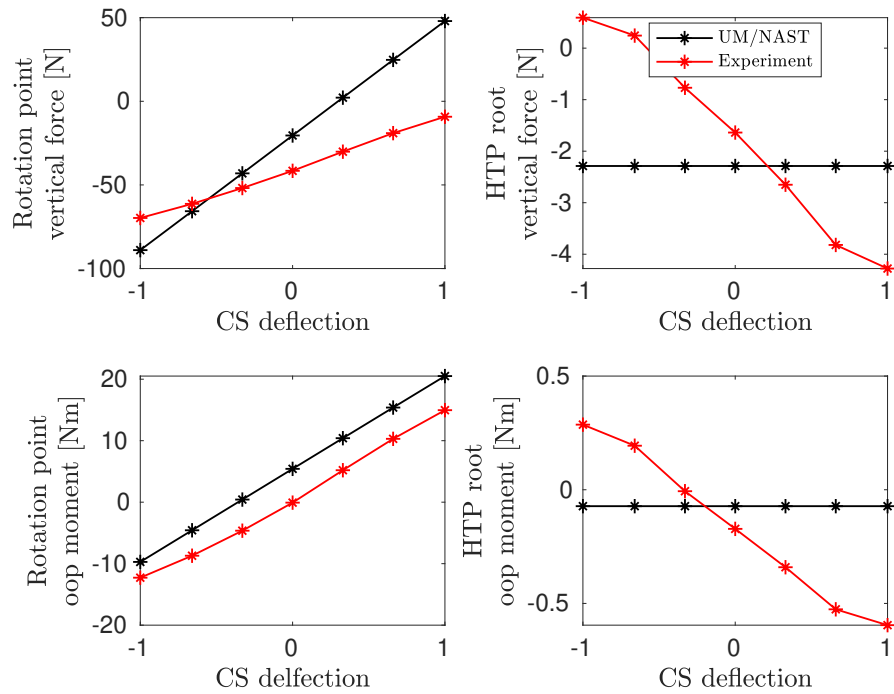 Rotation point
vertical force [N]
50
0
-50
-100
-1
0
1
CS deflection
HTP root
vertical force [N]
0
-1
-2
-3
-4
-1
0
1
CS deflection
UM/NAST
Experiment
Rotation point
oop moment [Nm]
20
10
0
-10
-20
-1
0
1
CS delfection
HTP root
oop moment [Nm]
0.5
0
-0.5
-1
0
1
CS deflection